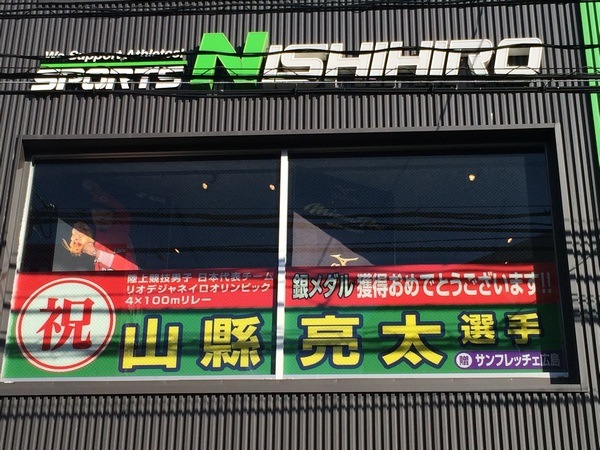 We Support Athletes!
SPORTS NISHIHIRO
Mizuno
祝
陸上競技男子 日本代表チーム
リオデジャネイロオリンピック
4×100mリレー
銀メダル 獲得おめでとうございます!!
山縣 亮太 選手
贈 サンフレッチェ広島